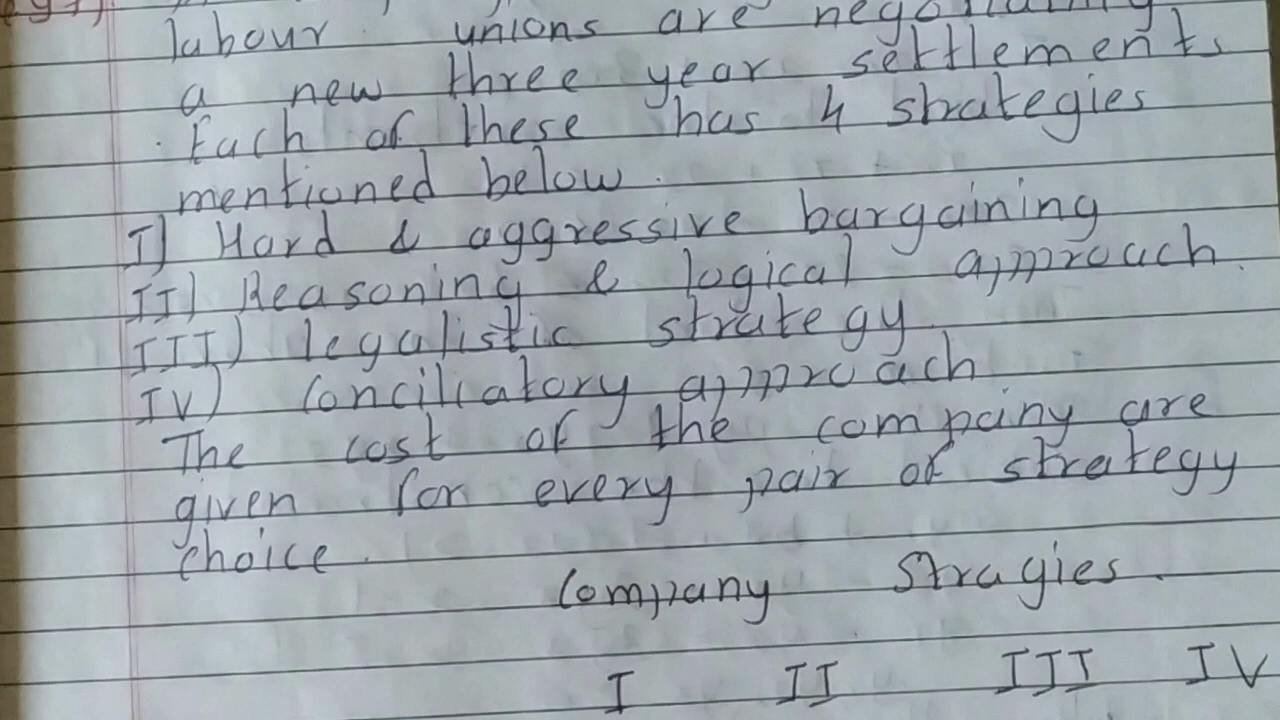 labour unions are negotiating
a new three year settlements
Each of these has 4 strategies
mentioned below.
I) Hard & aggressive bargaining
II) Reasoning & logical approach.
III) legalistic strategy
IV) Conciliatory approach
The cost of the company are
given for every pair of strategy
choice.
Company Stragies.
I II III IV